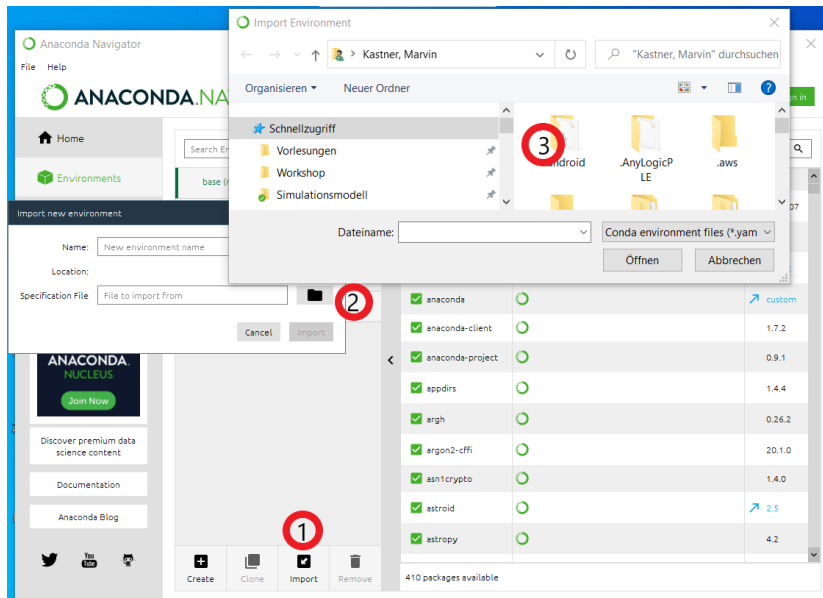 Import Environment
Kastner, Marvin
"Kastner, Marvin" durchsuchen
Organisieren
Neuer Ordner
Schnellzugriff
Vorlesungen
Workshop
Simulationsmodell
3
.AnyLogicP
LE
.aws
Dateiname:
Conda environment files (*.yam
Öffnen
Abbrechen
Anaconda Navigator
File Help
ANACONDA.NA
Home
Environments
Search En
base (r
07
Import new environment
Name:
New environment name
Location:
Specification File
File to import from
2
Cancel
Import
ANACONDA.
NUCLEUS
Join Now
Discover premium data
science content
Documentation
Anaconda Blog
You
Tube
anaconda custom
anaconda-client 1.7.2
anaconda-project 0.9.1
appdirs 1.4.4
argh 0.26.2
argon2-cffi 20.1.0
asn1crypto 1.4.0
astroid 2.5
astropy 4.2
1
Create
Clone
Import
Remove
410 packages available